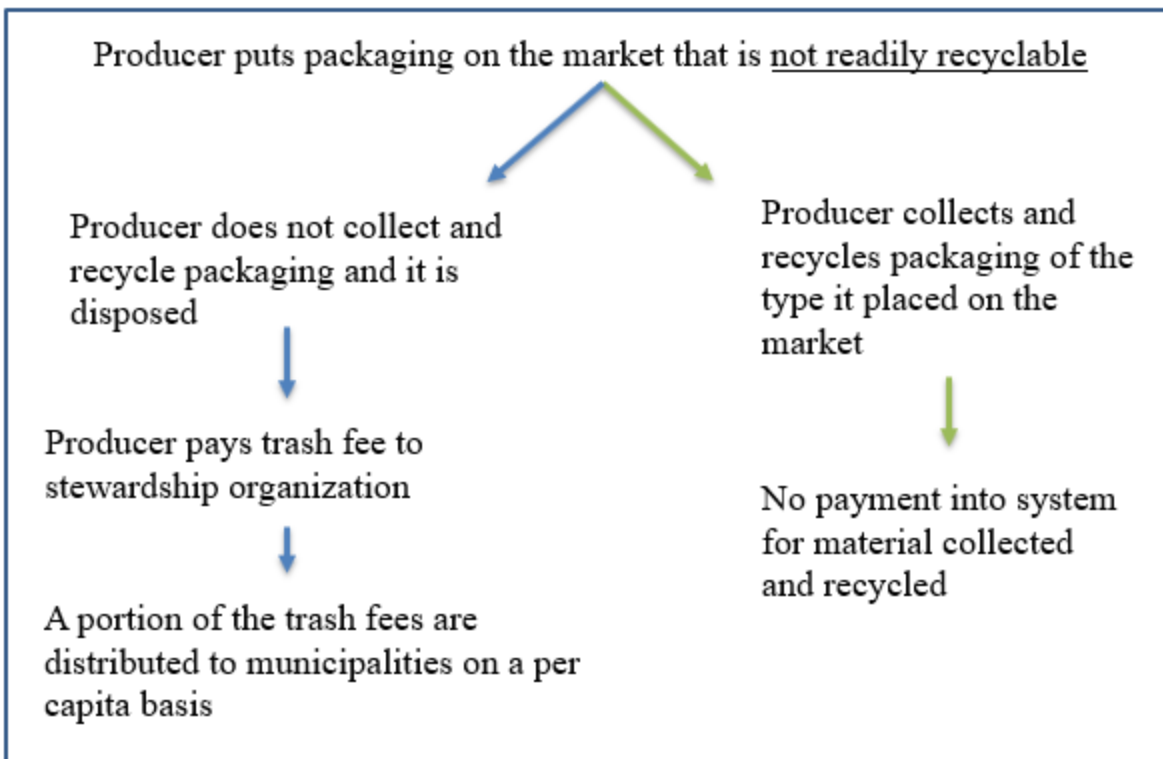 Producer puts packaging on the market that is not readily recyclable
Producer does not collect and
recycle packaging and it is
disposed
Producer pays trash fee to
stewardship organization
A portion of the trash fees are
distributed to municipalities on a per
capita basis
Producer collects and
recycles packaging of the
type it placed on the
market
No payment into system
for material collected
and recycled